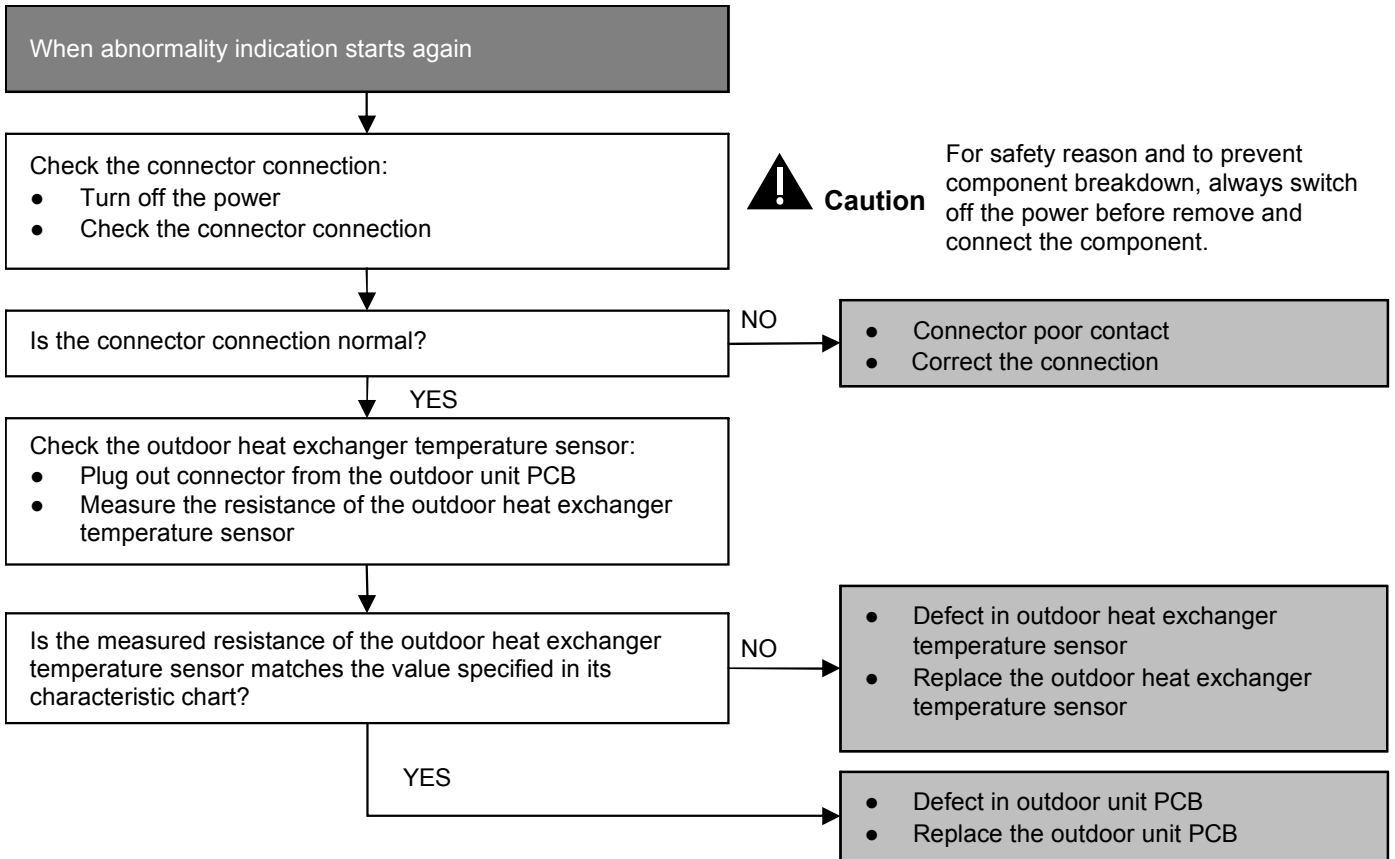 When abnormality indication starts again
Check the connector connection:
● Turn off the power
● Check the connector connection
Caution
For safety reason and to prevent
component breakdown, always switch
off the power before remove and
connect the component.
Is the connector connection normal?
NO
● Connector poor contact
● Correct the connection
YES
Check the outdoor heat exchanger temperature sensor:
● Plug out connector from the outdoor unit PCB
● Measure the resistance of the outdoor heat exchanger
temperature sensor
Is the measured resistance of the outdoor heat exchanger
temperature sensor matches the value specified in its
characteristic chart?
NO
● Defect in outdoor heat exchanger
temperature sensor
● Replace the outdoor heat exchanger
temperature sensor
YES
● Defect in outdoor unit PCB
● Replace the outdoor unit PCB